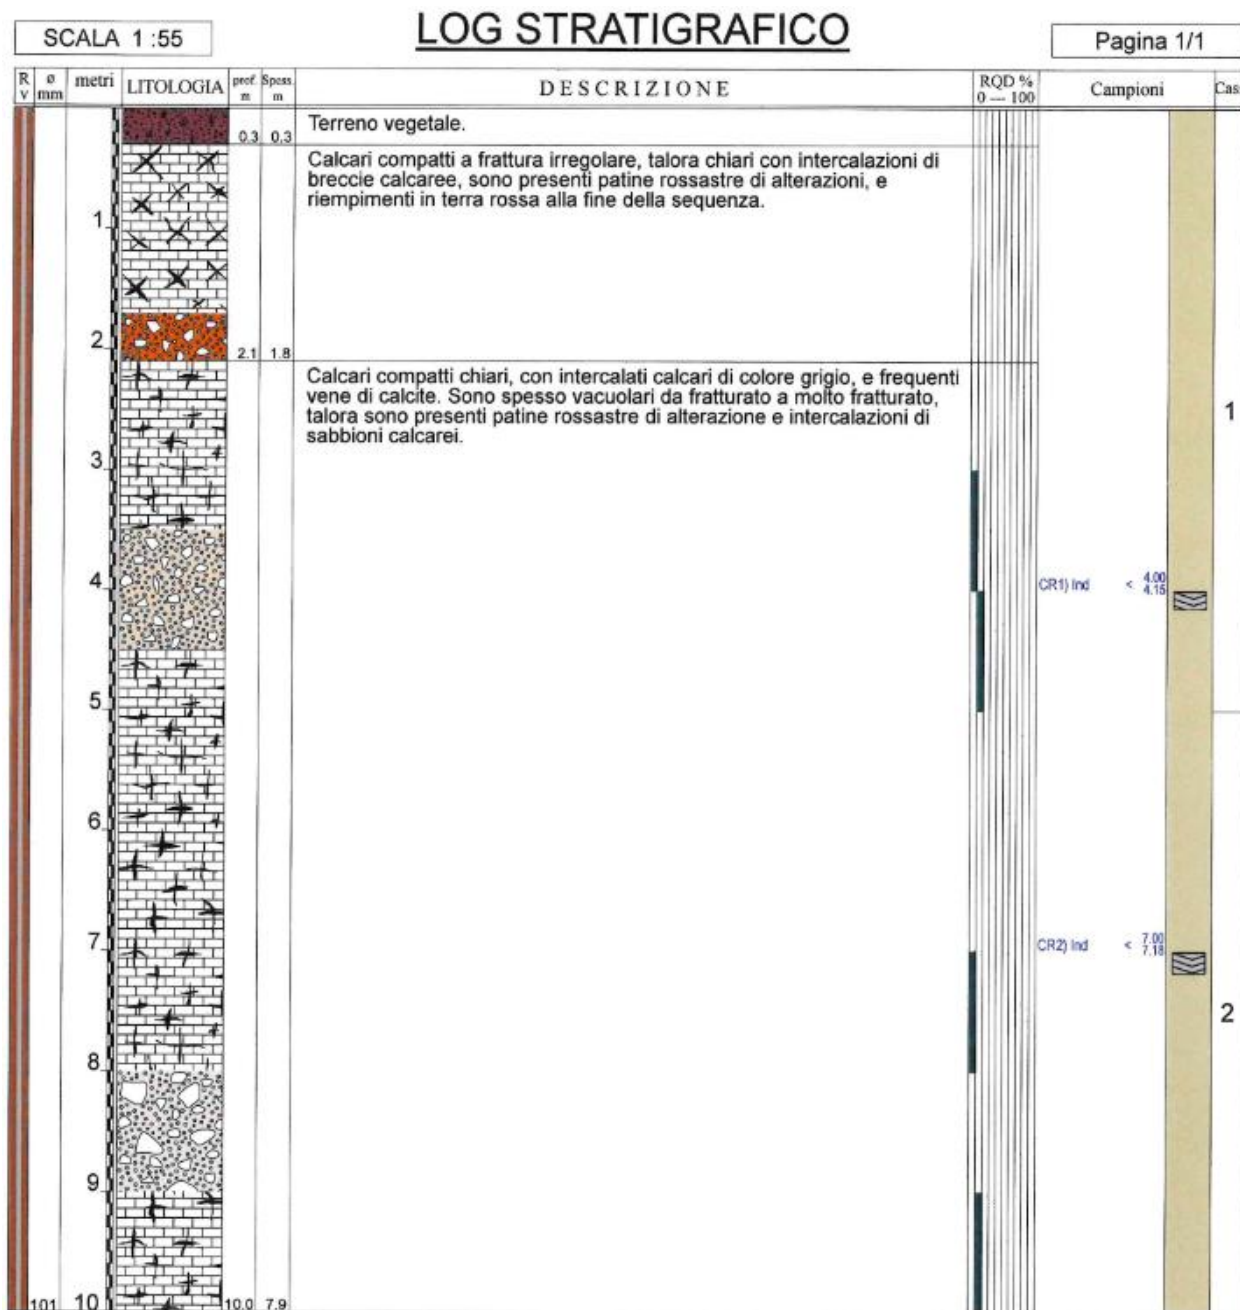 SCALA 1 :55
LOG STRATIGRAFICO
Pagina 1/1
R v
ø mm
metri
LITOLOGIA
prof. m
Spess. m
DESCRIZIONE
RQD %
0 --- 100
Campioni
Cas
Terreno vegetale.
0.3 0,3
Calcari compatti a frattura irregolare, talora chiari con intercalazioni di
breccie calcaree, sono presenti patine rossastre di alterazioni, e
riempimenti in terra rossa alla fine della sequenza.
1
2
2.1 1.8
Calcari compatti chiari, con intercalati calcari di colore grigio, e frequenti
vene di calcite. Sono spesso vacuolari da fratturato a molto fratturato,
talora sono presenti patine rossastre di alterazione e intercalazioni di
sabbioni calcarei.
1
3
4
CR1) Ind < 4.00
4.15
5
6
7
CR2) Ind < 7.00
7.18
2
8
9
101 10 10.0 7.9